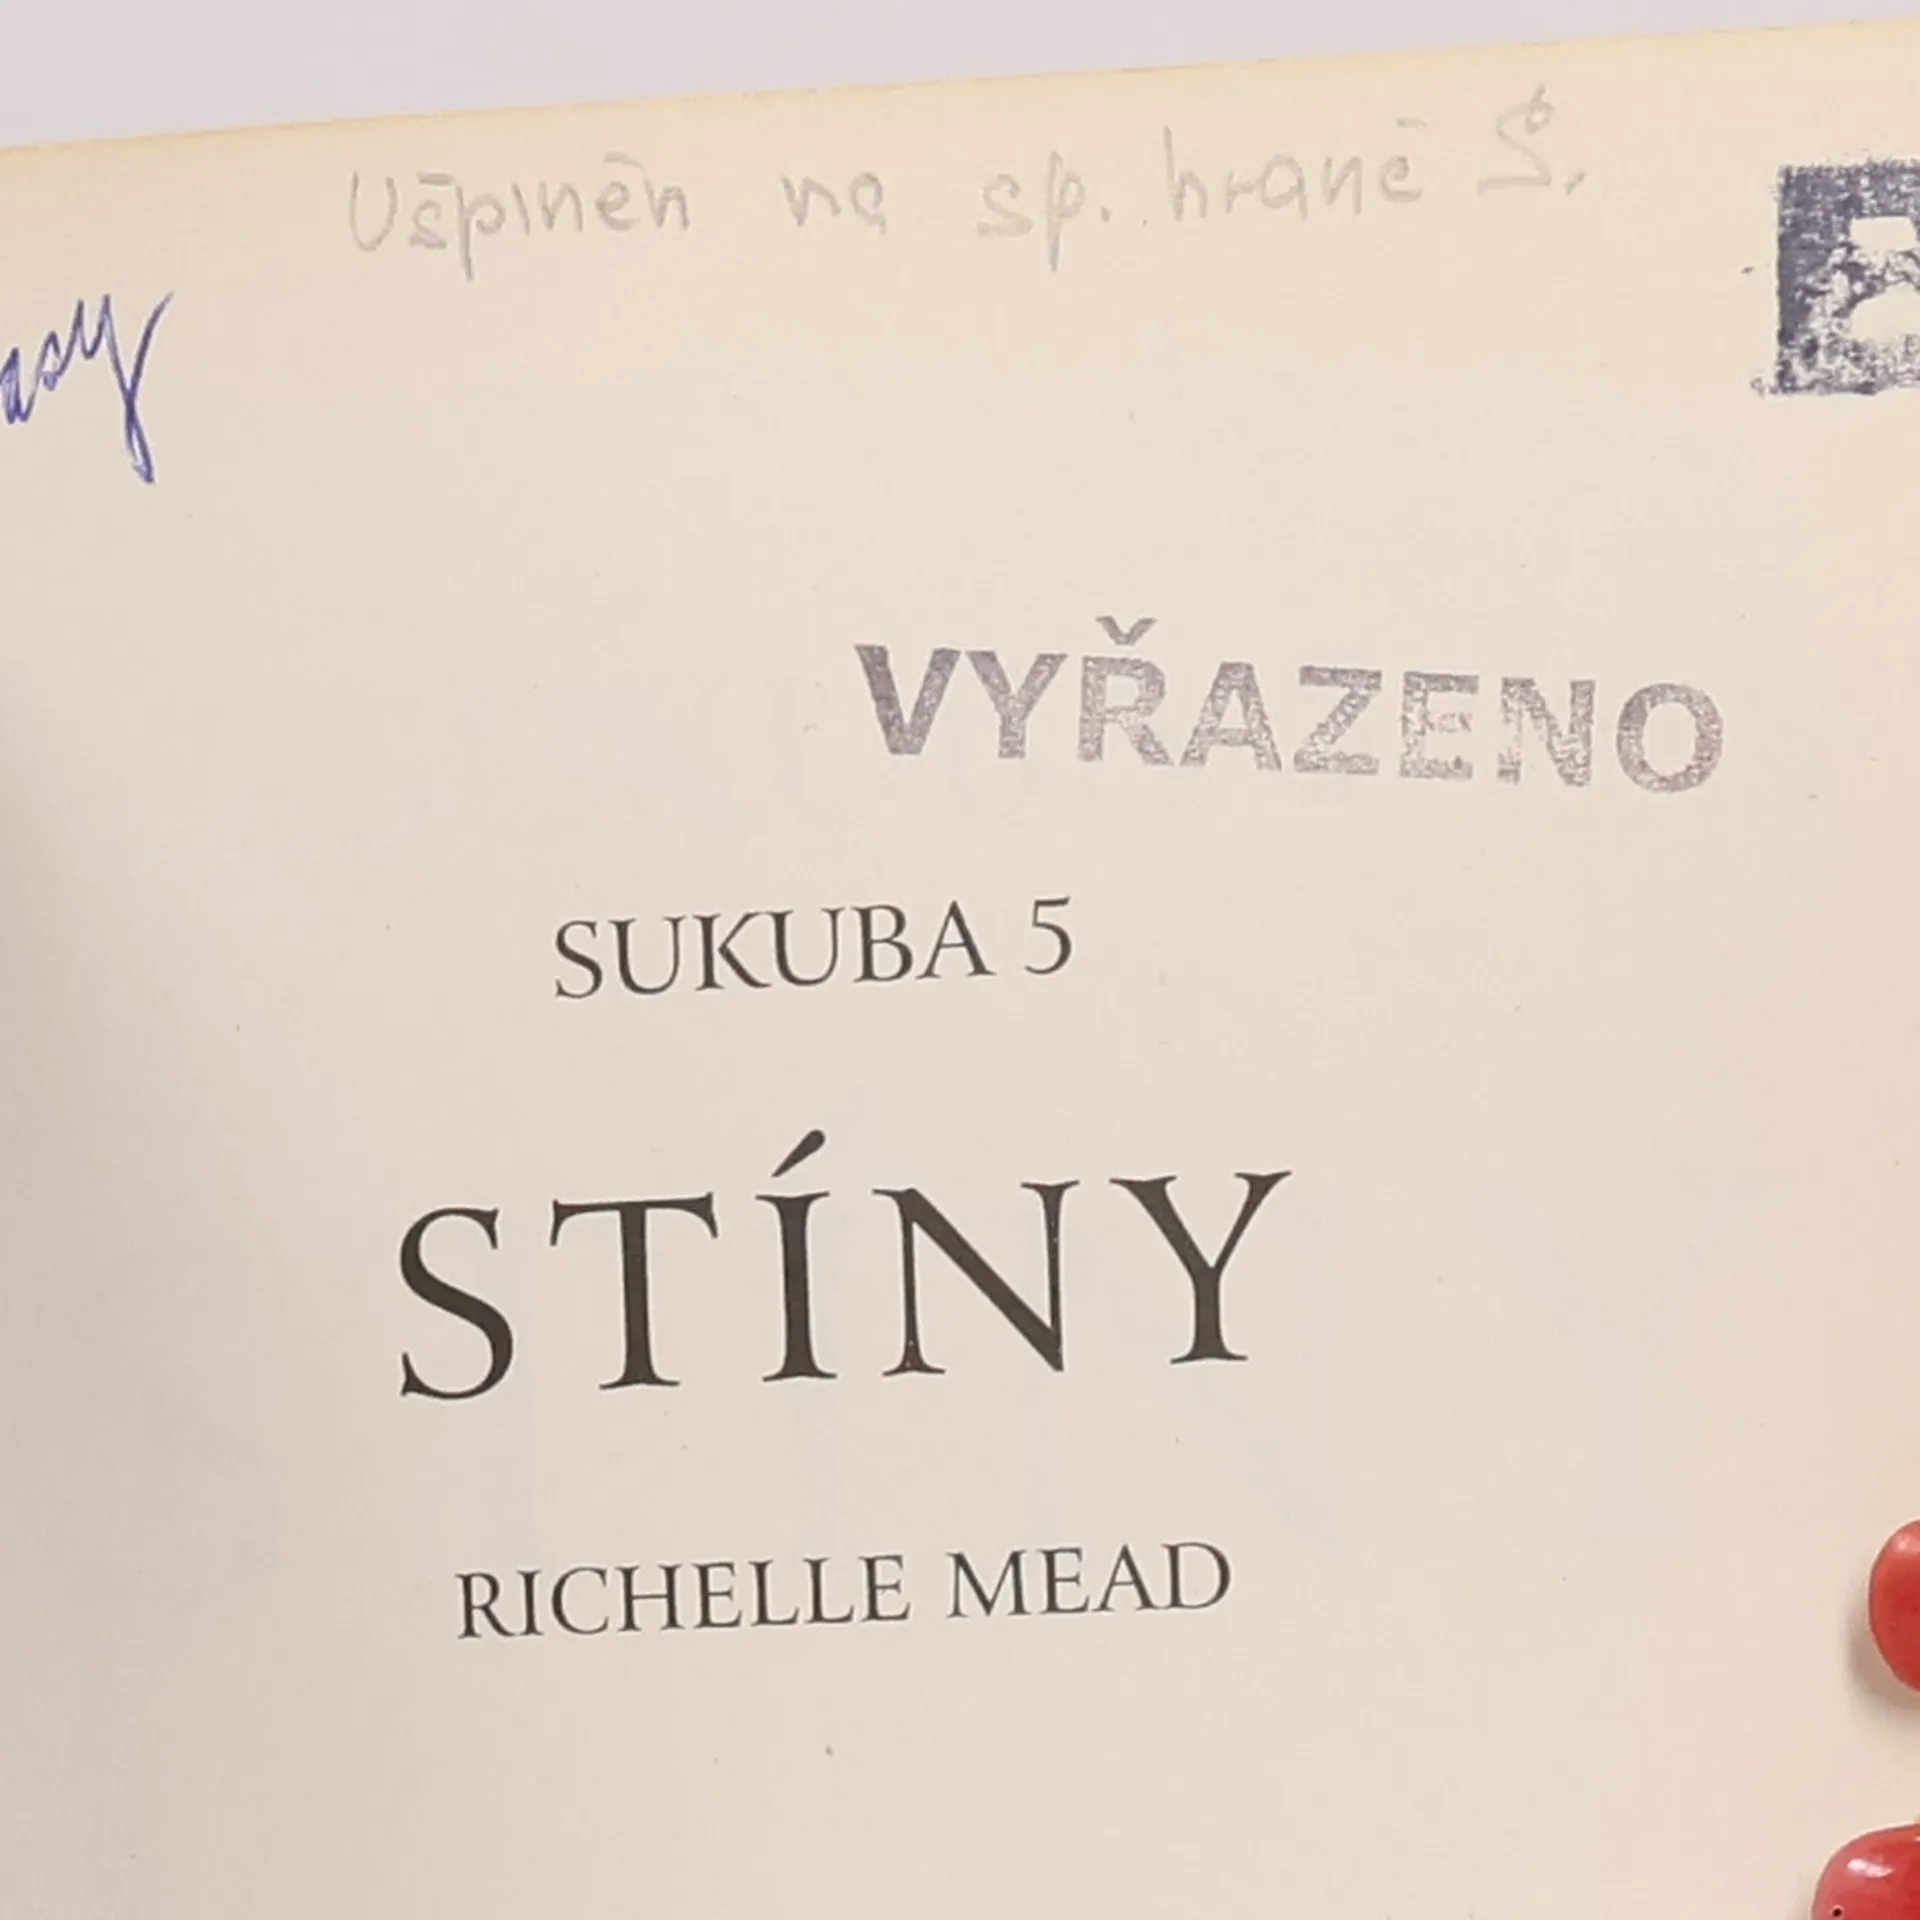 Ušpiněn na sp. hraně Š.
VYŘAZENO
SUKUBA 5
STÍNY
RICHELLE MEAD